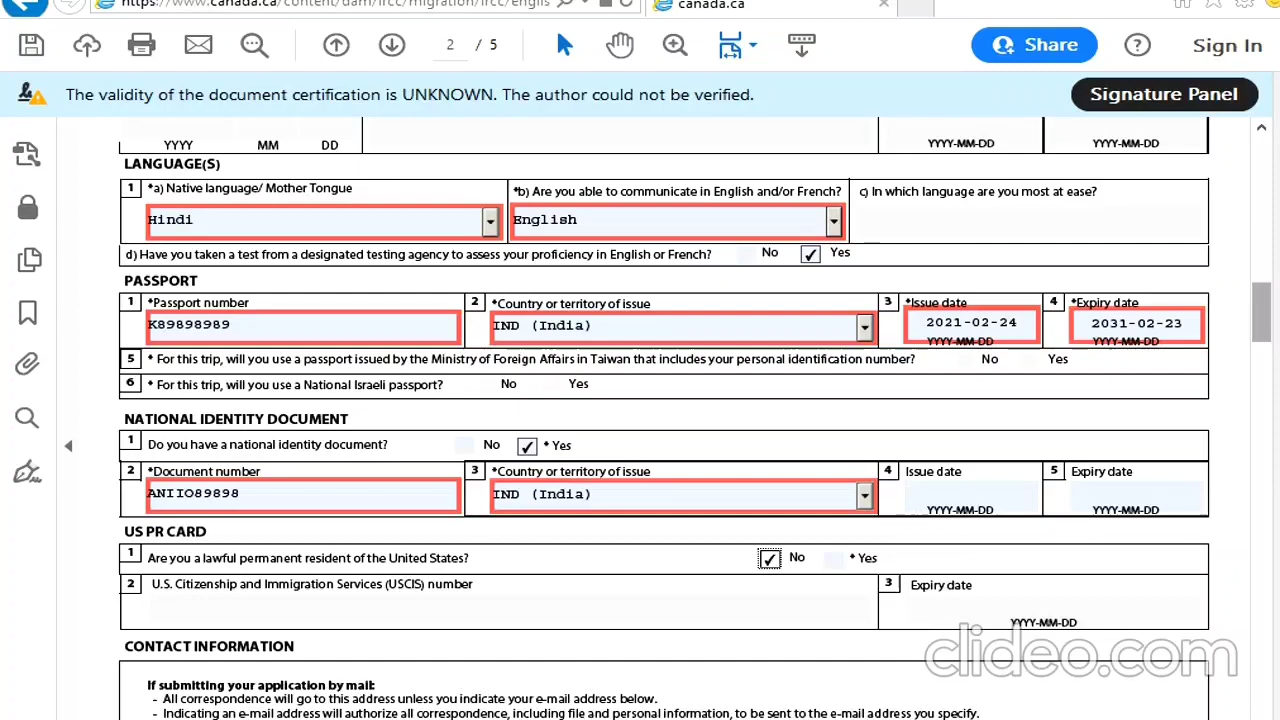 https://www.canada.ca/content/dam/ircc/migration/ircc/englis
canada.ca
2 / 5
Share
Sign In
The validity of the document certification is UNKNOWN. The author could not be verified.
Signature Panel
YYYY MM DD YYYY-MM-DD YYYY-MM-DD
LANGUAGE(S)
1 *a) Native language/ Mother Tongue *b) Are you able to communicate in English and/or French? c) In which language are you most at ease?
Hindi English
d) Have you taken a test from a designated testing agency to assess your proficiency in English or French? No Yes
PASSPORT
1 *Passport number 2 *Country or territory of issue 3 *Issue date 4 *Expiry date
K89898989 IND (India) 2021-02-24 2031-02-23
YYYY-MM-DD YYYY-MM-DD
5 * For this trip, will you use a passport issued by the Ministry of Foreign Affairs in Taiwan that includes your personal identification number? No Yes
6 * For this trip, will you use a National Israeli passport? No Yes
NATIONAL IDENTITY DOCUMENT
1 Do you have a national identity document? No * Yes
2 *Document number 3 *Country or territory of issue 4 Issue date 5 Expiry date
ANIIO89898 IND (India)
YYYY-MM-DD YYYY-MM-DD
US PR CARD
1 Are you a lawful permanent resident of the United States? No * Yes
2 U.S. Citizenship and Immigration Services (USCIS) number 3 Expiry date
YYYY-MM-DD
CONTACT INFORMATION
clideo.com
If submitting your application by mail:
- All correspondence will go to this address unless you indicate your e-mail address below.
- Indicating an e-mail address will authorize all correspondence, including file and personal information, to be sent to the e-mail address you specify.